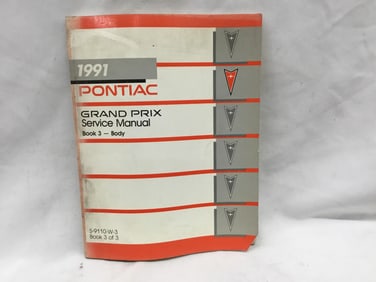 1991
PONTIAC
GRAND PRIX
Service Manual
Book 3 — Body
S-9110-W-3
Book 3 of 3